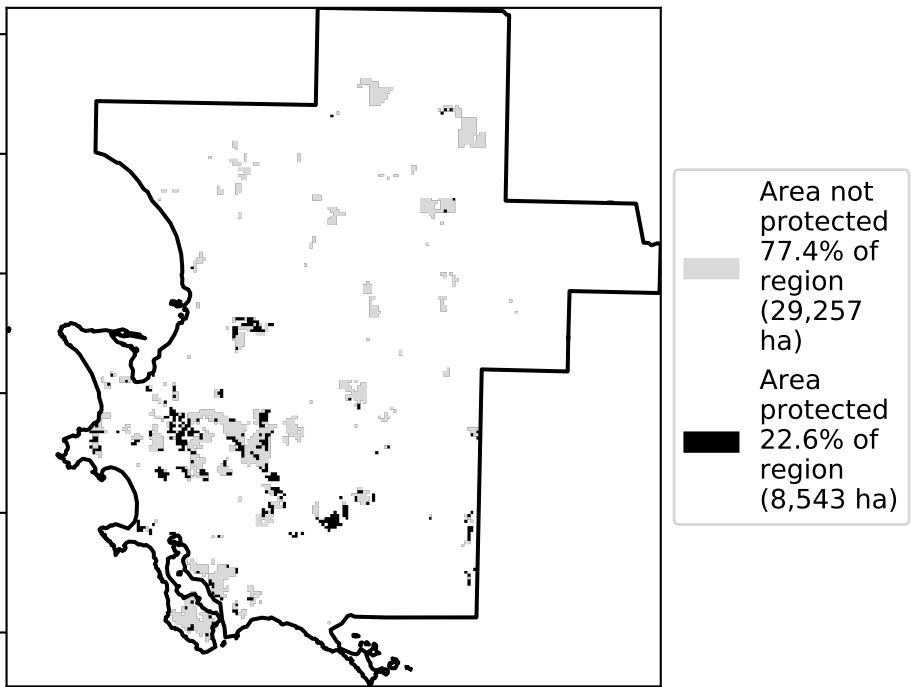 Area not
protected
77.4% of
region
(29,257
ha)
Area
protected
22.6% of
region
(8,543 ha)